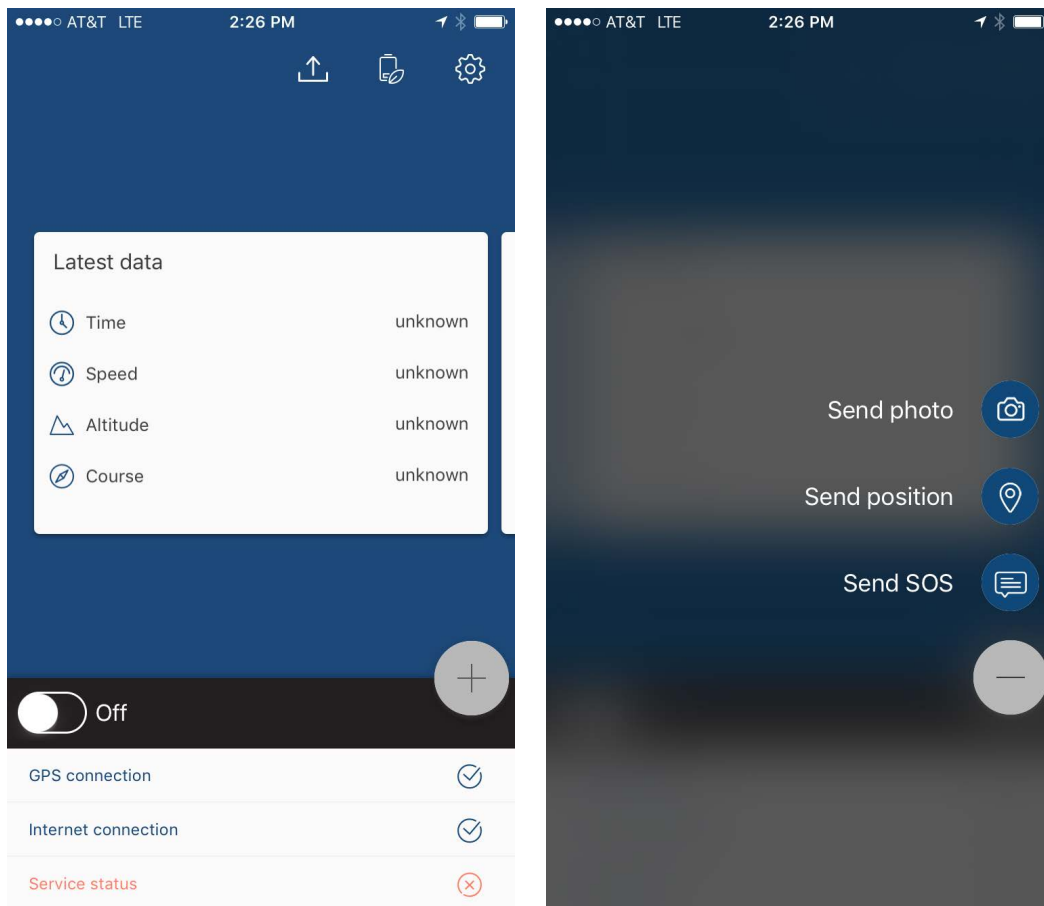 AT&T LTE 2:26 PM
Latest data
Time unknown
Speed unknown
Altitude unknown
Course unknown
Off
GPS connection
Internet connection
Service status
AT&T LTE 2:26 PM
Send photo
Send position
Send SOS